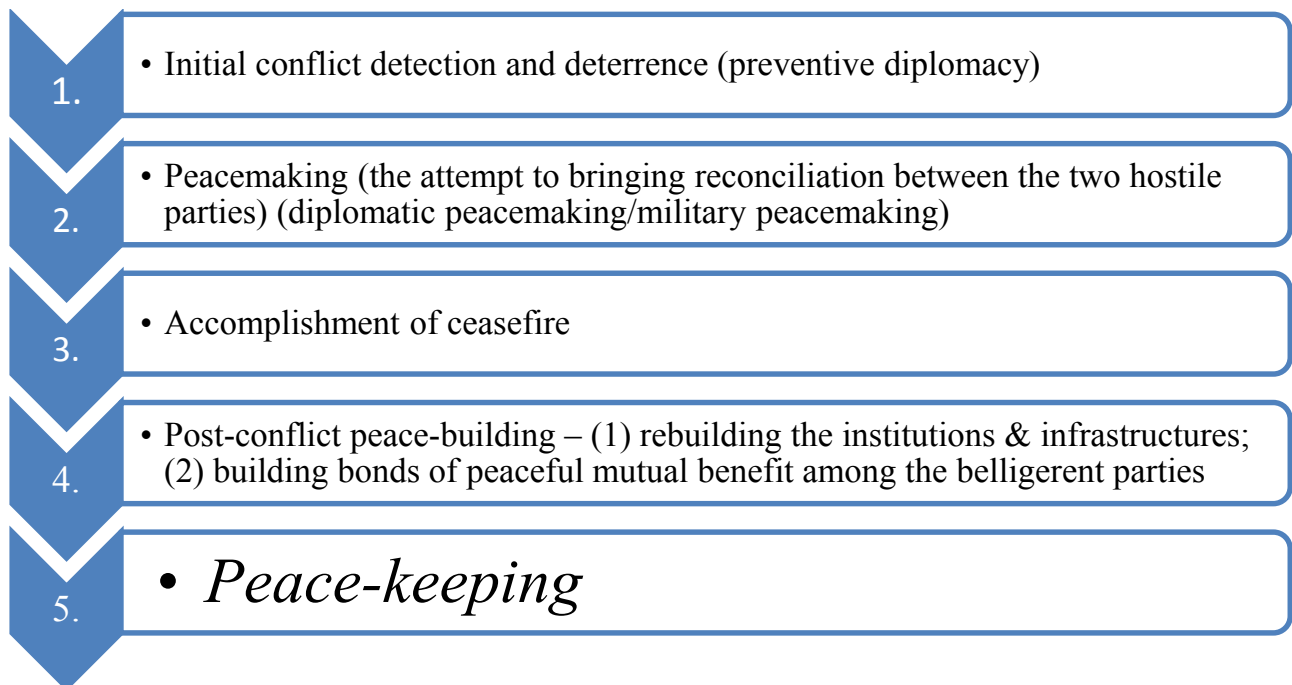 1.
• Initial conflict detection and deterrence (preventive diplomacy)
2.
• Peacemaking (the attempt to bringing reconciliation between the two hostile
parties) (diplomatic peacemaking/military peacemaking)
3.
• Accomplishment of ceasefire
4.
• Post-conflict peace-building – (1) rebuilding the institutions & infrastructures;
(2) building bonds of peaceful mutual benefit among the belligerent parties
5.
• Peace-keeping